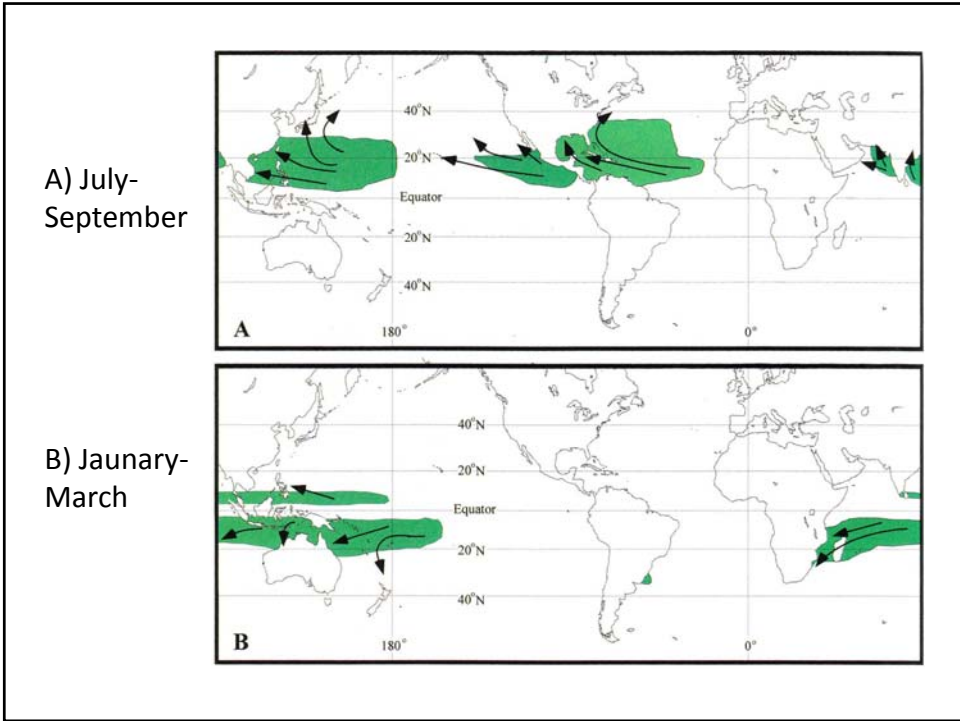 A) July-
September
40°N
20°N
Equator
20°N
40°N
A
180°
0°
B) Jaunary-
March
40°N
20°N
Equator
20°N
40°N
B
180°
0°